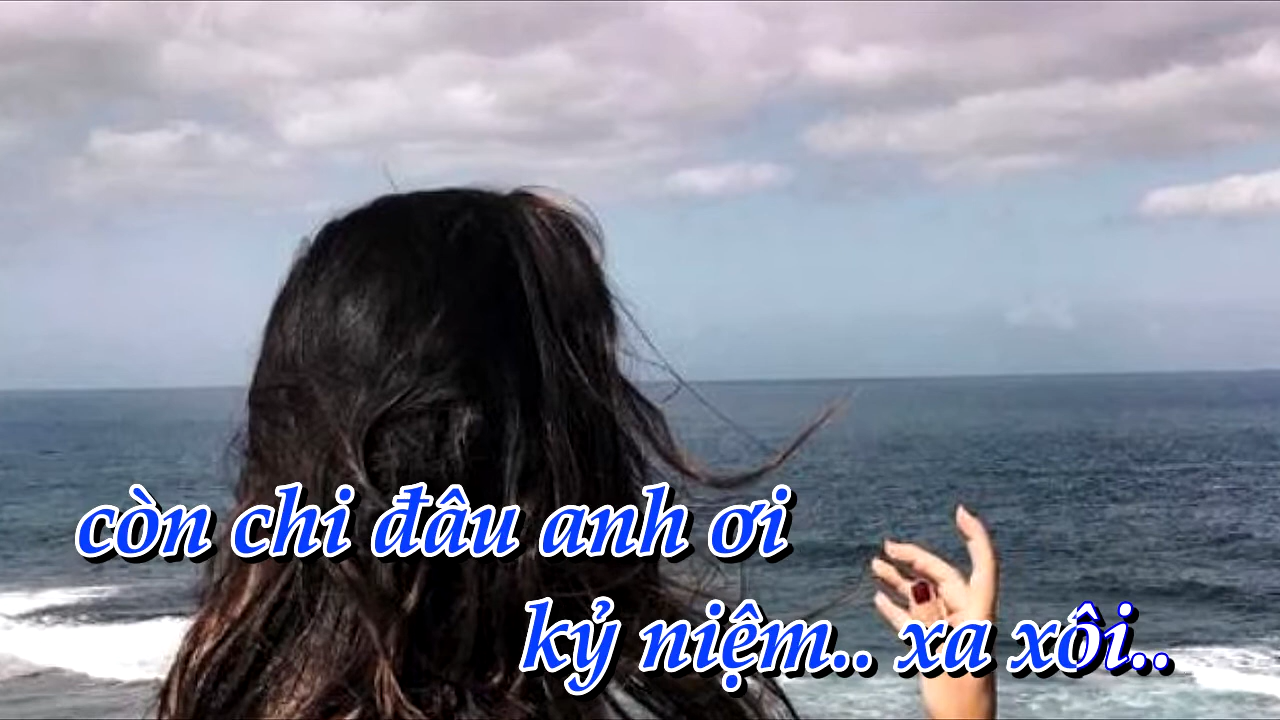 còn chi đâu anh ơi
kỷ niệm.. xa xôi..